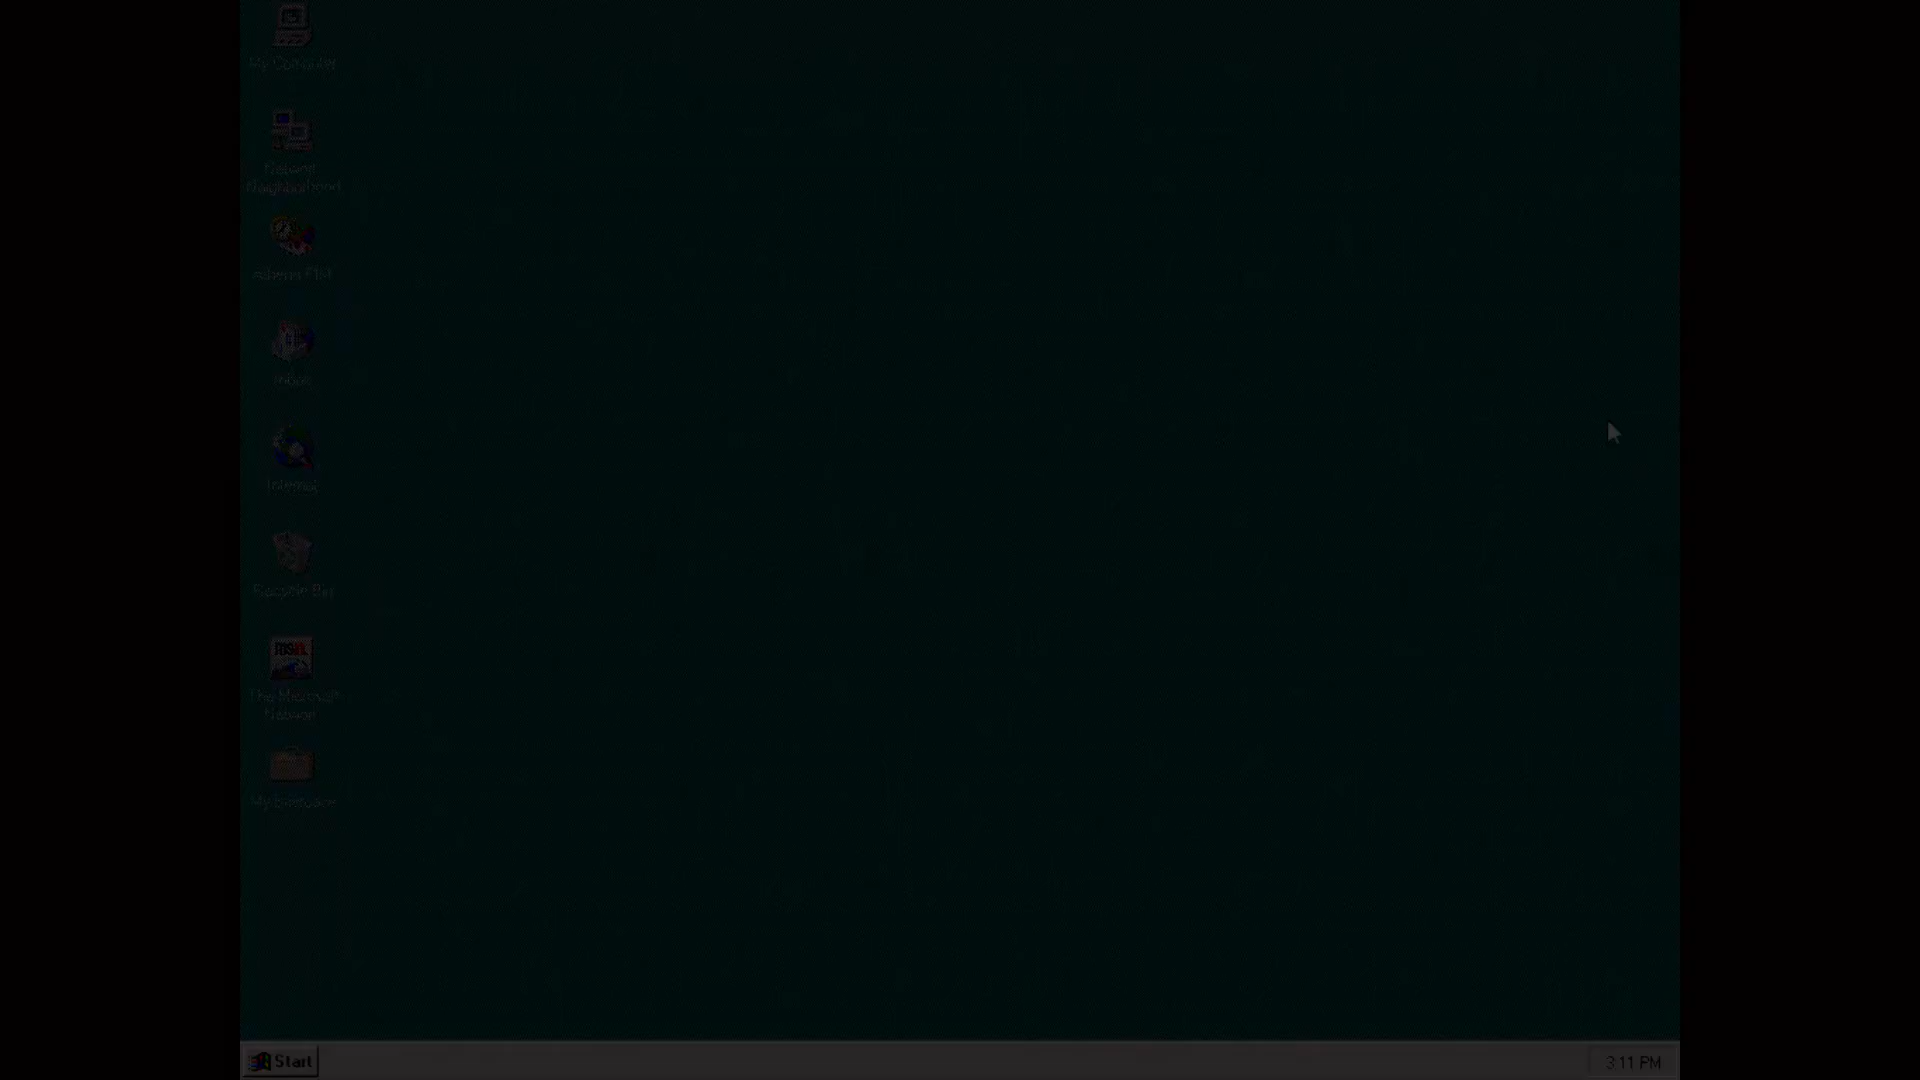 My Computer
Network
Neighborhood
Inbox
Internet
Recycle Bin
The Microsoft
Network
My Briefcase
Start
3:11 PM